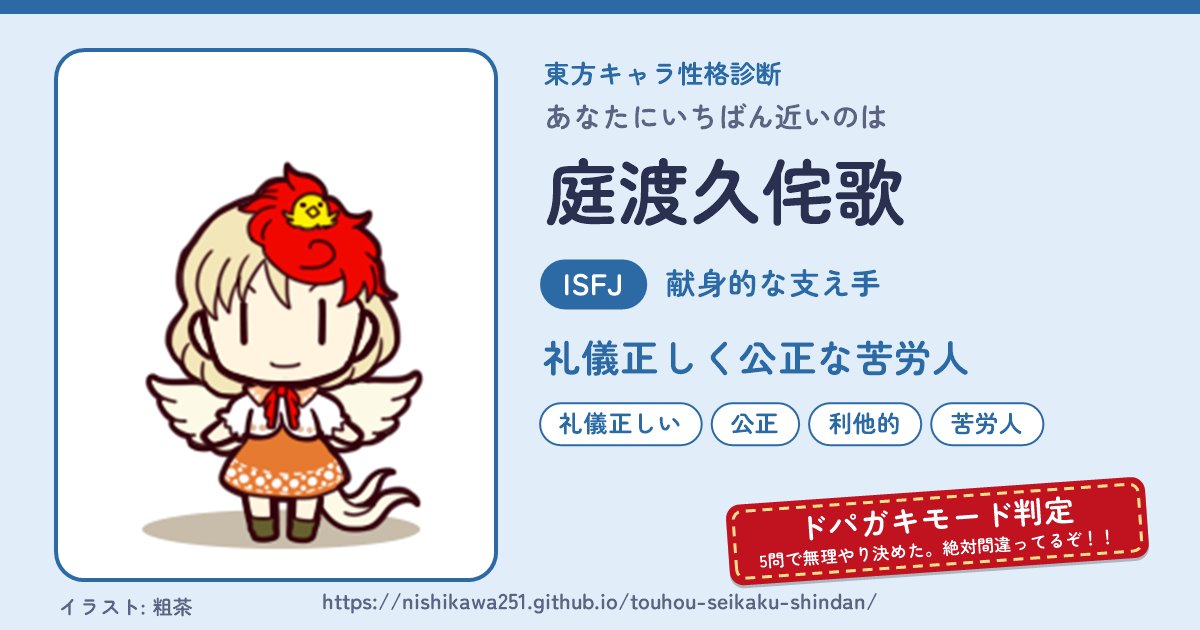 東方キャラ性格診断
あなたにいちばん近いのは
庭渡久侘歌
ISFJ 献身的な支え手
礼儀正しく公正な苦労人
礼儀正しい 公正 利他的 苦労人
ドパガキモード判定
5問で無理やり決めた。絶対間違ってるぞ！！
イラスト: 粗茶
https://nishikawa251.github.io/touhou-seikaku-shindan/